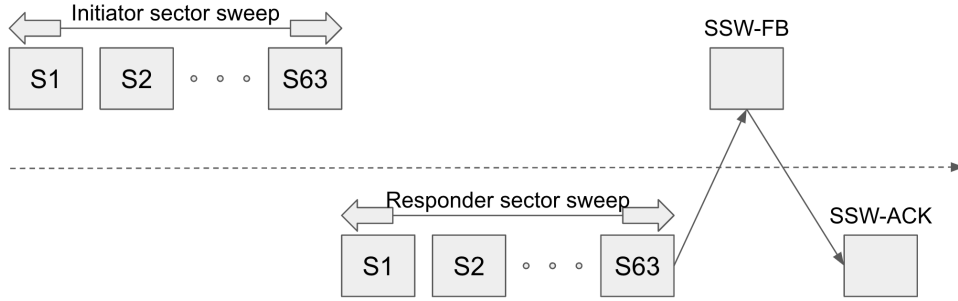 Initiator sector sweep
S1 S2 S63
SSW-FB
Responder sector sweep
S1 S2 S63
SSW-ACK